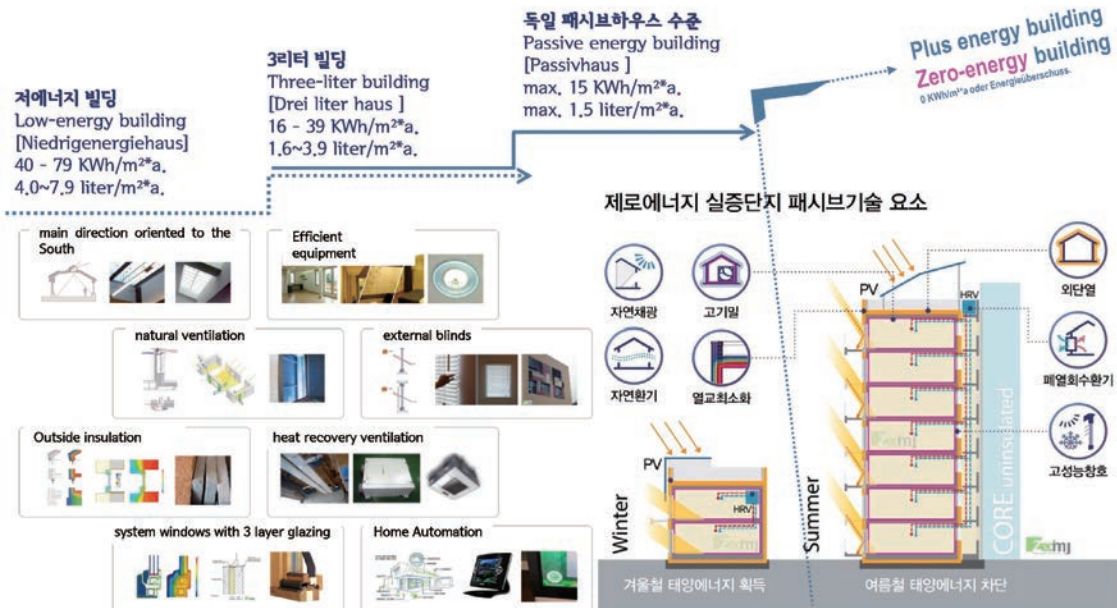 저에너지 빌딩
Low-energy building
[Niedrigenergiehaus]
40 - 79 KWh/m²*a.
4.0~7.9 liter/m²*a.
3리터 빌딩
Three-liter building
[Drei liter haus ]
16 - 39 KWh/m²*a.
1.6~3.9 liter/m²*a.
독일 패시브하우스 수준
Passive energy building
[Passivhaus ]
max. 15 KWh/m²*a.
max. 1.5 liter/m²*a.
Plus energy building
Zero-energy building
0 KWh/m²*a oder Energieüberschuss.
main direction oriented to the
South
Efficient
equipment
natural ventilation
external blinds
Outside insulation
heat recovery ventilation
system windows with 3 layer glazing
Home Automation
제로에너지 실증단지 패시브기술 요소
자연채광
고기밀
자연환기
열교최소화
외단열
폐열회수환기
고성능창호
PV
HRV
CORE uninsulated
Summer
여름철 태양에너지 차단
PV
HRV
Winter
겨울철 태양에너지 획득
Zedmj
Zedmj
Zedmj